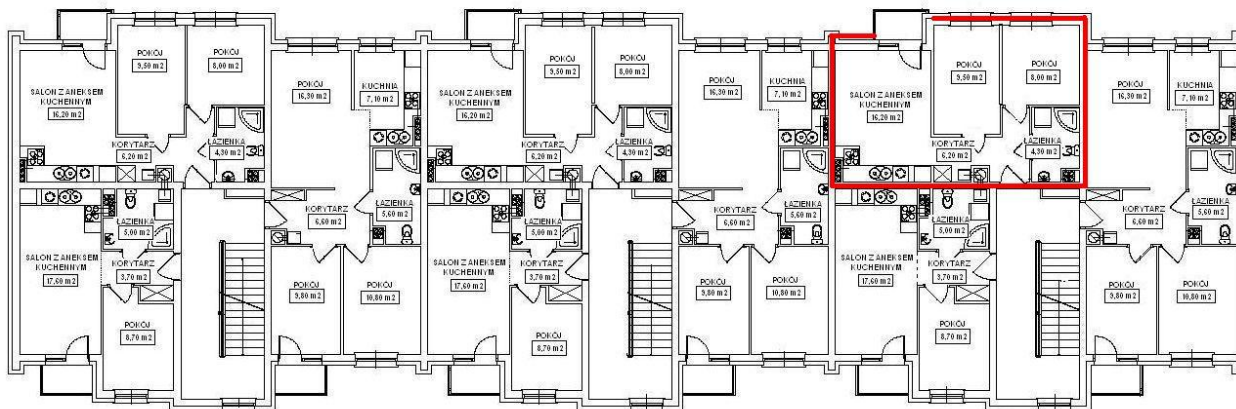 POKÓJ
9,50 m2
POKÓJ
8,00 m2
SALON Z ANEKSEM
KUCHENNYM
16,20 m2
KORYTARZ
6,20 m2
ŁAZIENKA
4,30 m2
POKÓJ
16,30 m2
KUCHNIA
7,10 m2
ŁAZIENKA
5,00 m2
SALON Z ANEKSEM
KUCHENNYM
17,60 m2
KORYTARZ
3,70 m2
POKÓJ
8,70 m2
KORYTARZ
6,60 m2
ŁAZIENKA
5,60 m2
POKÓJ
9,80 m2
POKÓJ
10,80 m2
POKÓJ
9,50 m2
POKÓJ
8,00 m2
SALON Z ANEKSEM
KUCHENNYM
16,20 m2
KORYTARZ
6,20 m2
ŁAZIENKA
4,30 m2
POKÓJ
16,30 m2
KUCHNIA
7,10 m2
ŁAZIENKA
5,00 m2
SALON Z ANEKSEM
KUCHENNYM
17,60 m2
KORYTARZ
3,70 m2
POKÓJ
8,70 m2
KORYTARZ
6,60 m2
ŁAZIENKA
5,60 m2
POKÓJ
9,80 m2
POKÓJ
10,80 m2
POKÓJ
9,50 m2
POKÓJ
8,00 m2
SALON Z ANEKSEM
KUCHENNYM
16,20 m2
KORYTARZ
6,20 m2
ŁAZIENKA
4,30 m2
POKÓJ
16,30 m2
KUCHNIA
7,10 m2
ŁAZIENKA
5,00 m2
SALON Z ANEKSEM
KUCHENNYM
17,60 m2
KORYTARZ
3,70 m2
POKÓJ
8,70 m2
KORYTARZ
6,60 m2
ŁAZIENKA
5,60 m2
POKÓJ
9,80 m2
POKÓJ
10,80 m2